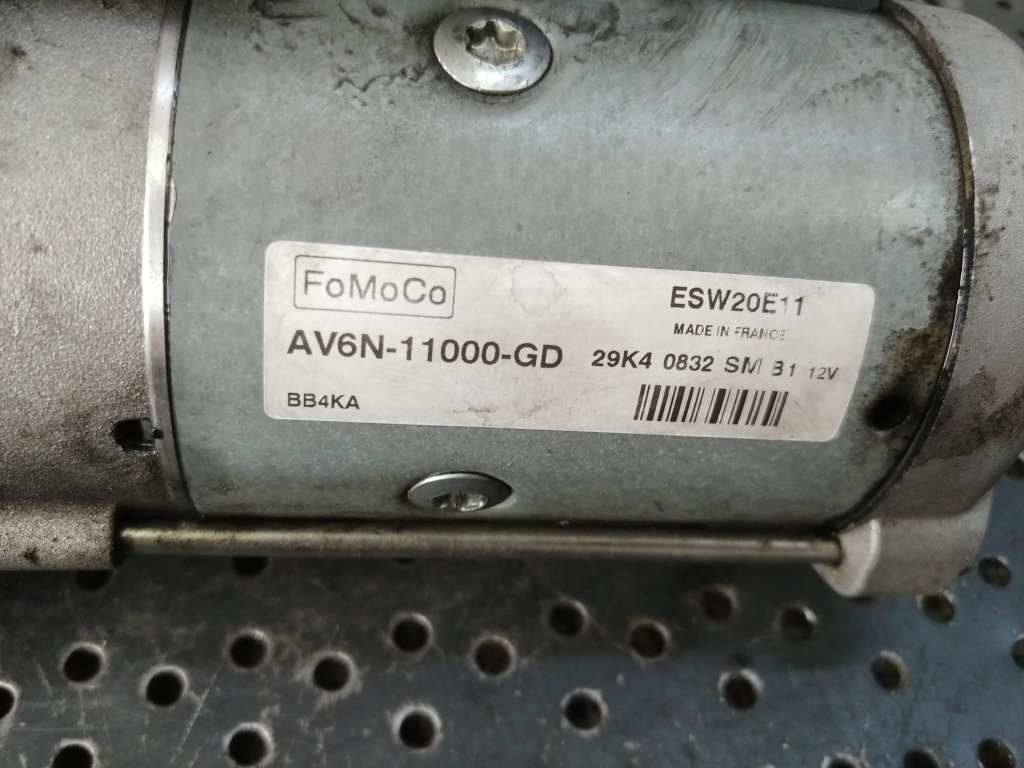 FoMoCo
ESW20E11
MADE IN FRANCE
AV6N-11000-GD
29K4 0832 SM B1 12V
BB4KA